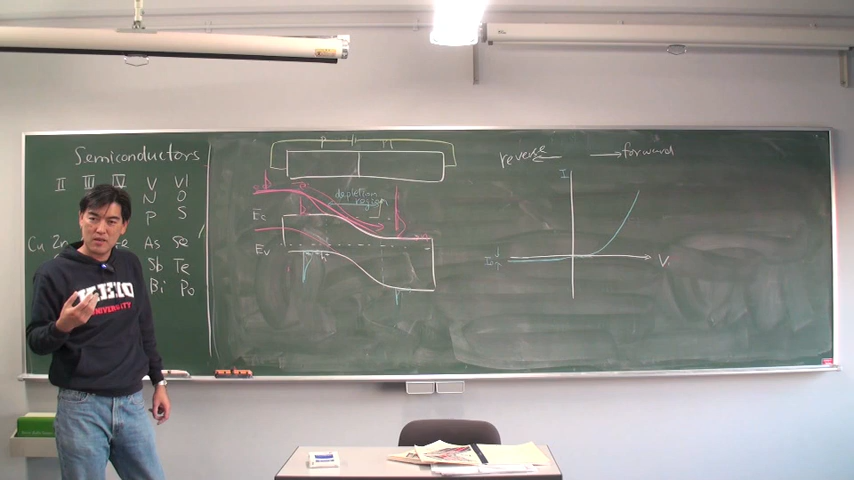 Semiconductors
II III IV V VI
N O
P S
Cu Zn As Se
Sb Te
Bi Po
KEIO
UNIVERSITY
p n
depletion
region
Ec
Ev
reverse → forward
I
I₀
V